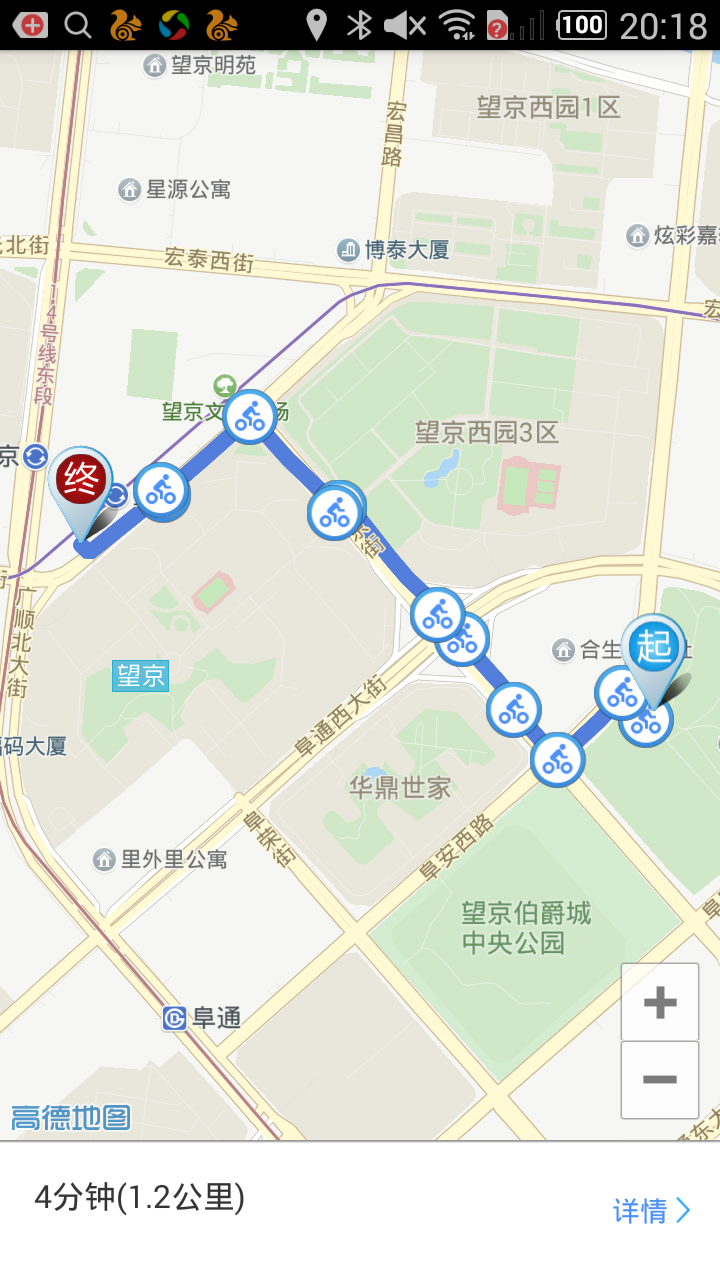 100 20:18
望京明苑
望京西园1区
宏昌路
星源公寓
北街
宏泰西街
博泰大厦
炫彩嘉
宏
14号线东段
望京文
场
望京西园3区
京
终
街
广顺北大街
合生
起
址
望京
码大厦
阜通西大街
华鼎世家
阜荣街
阜安西路
里外里公寓
望京伯爵城
中央公园
阜
阜通
东大
高德地图
4分钟(1.2公里)
详情